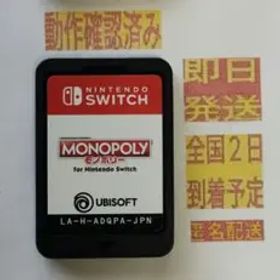 動作確認済み
NINTENDO
SWITCH
MONOPOLY
モノポリー
for Nintendo Switch
UBISOFT
LA-H-ADQPA-JPN
即日
発送
全国2日
到着予定
匿名配送